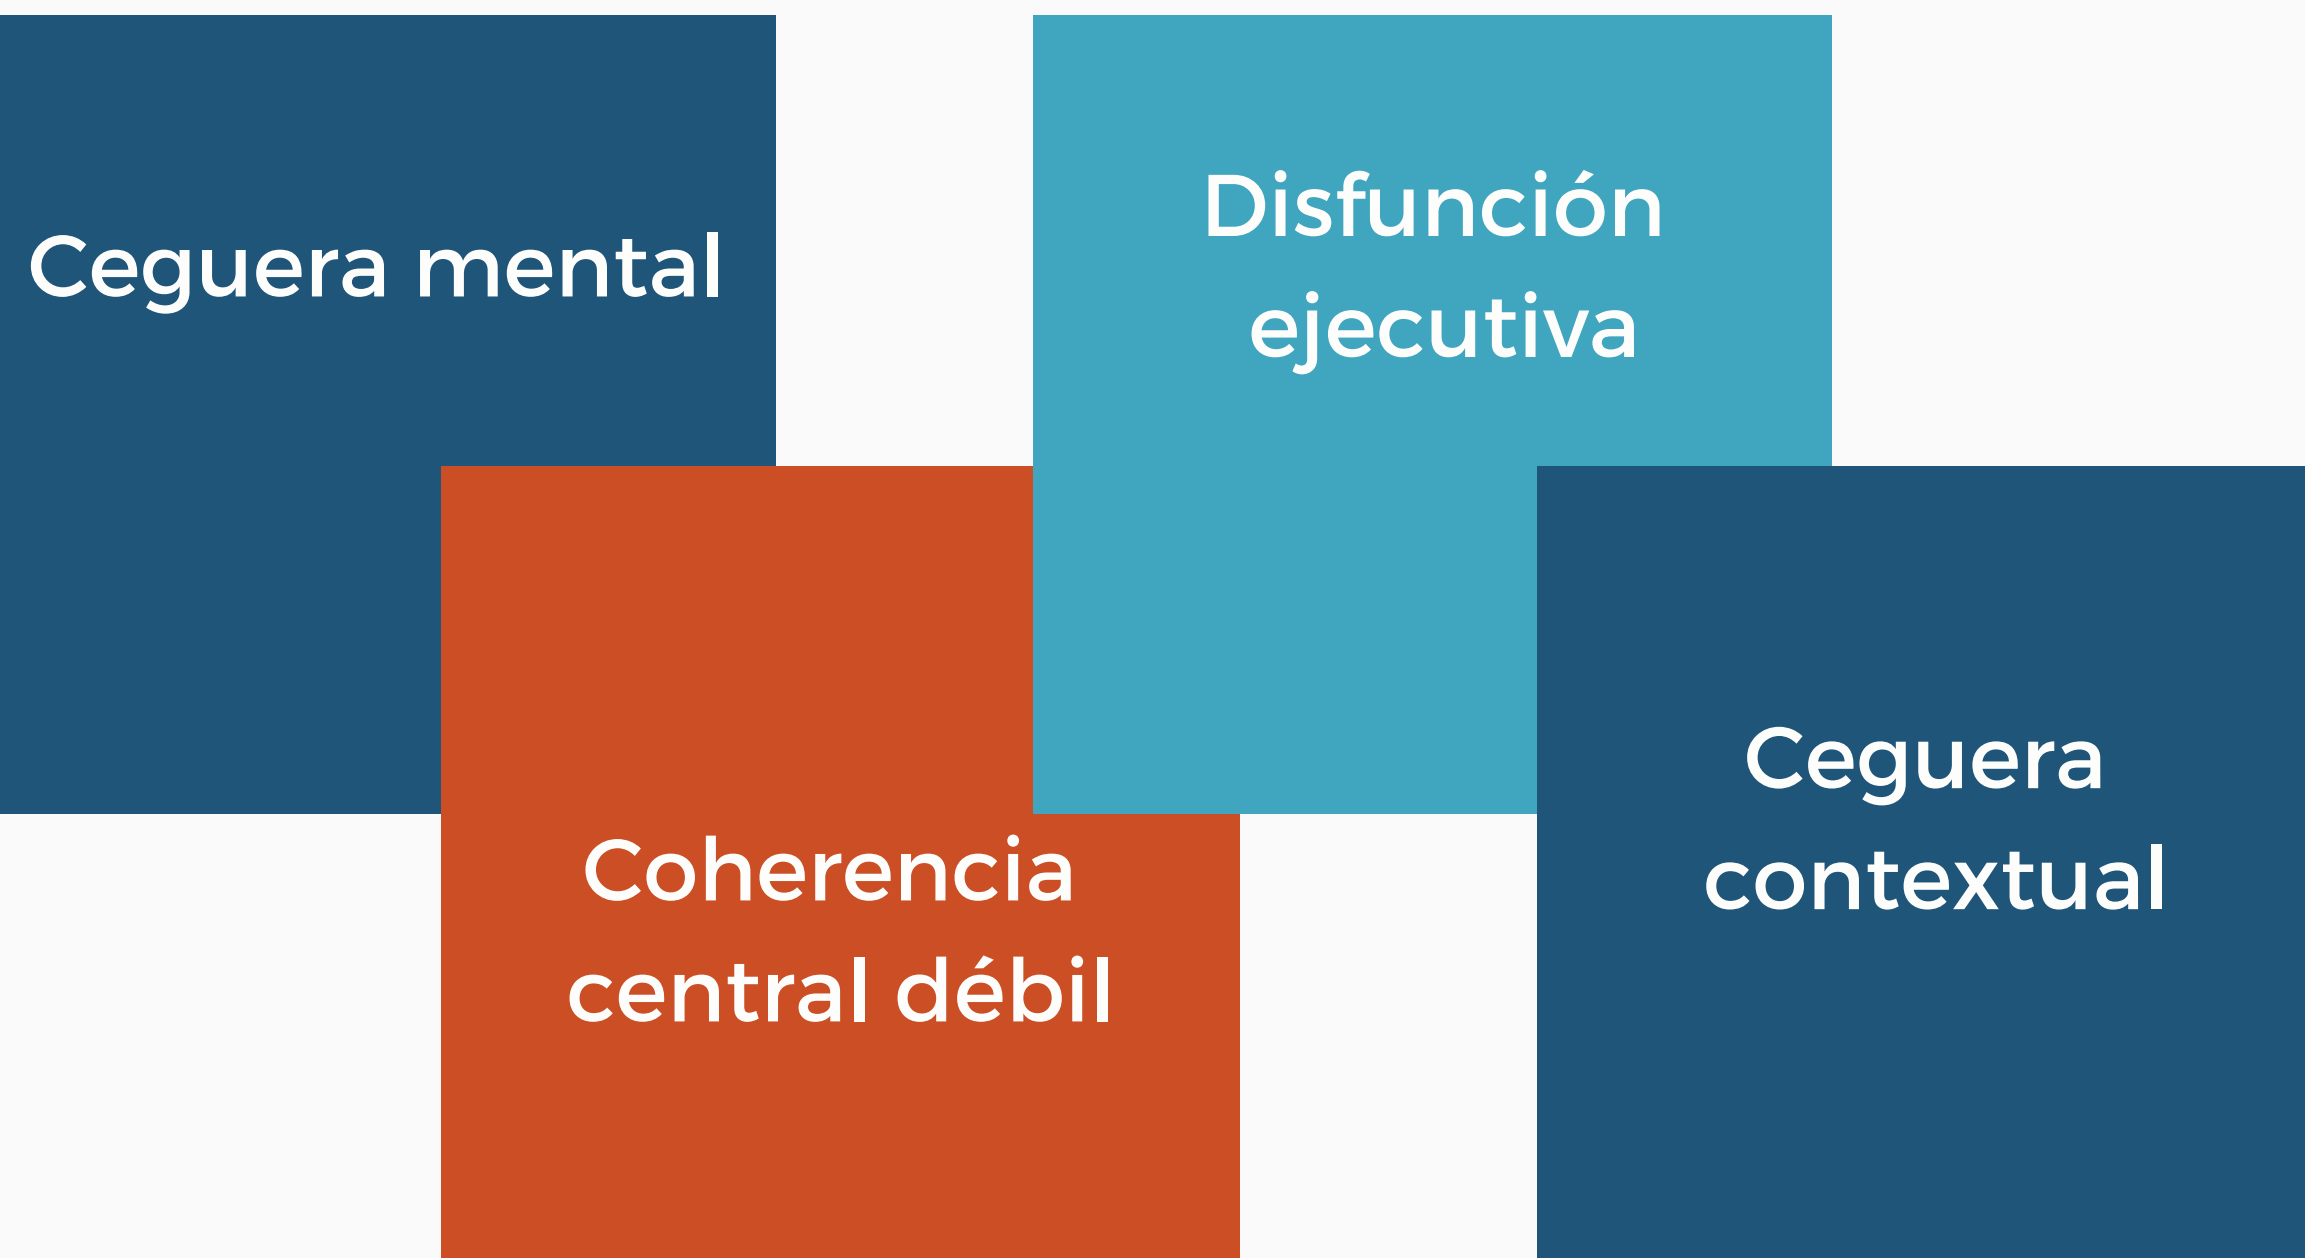 Ceguera mental
Disfunción
ejecutiva
Coherencia
central débil
Ceguera
contextual